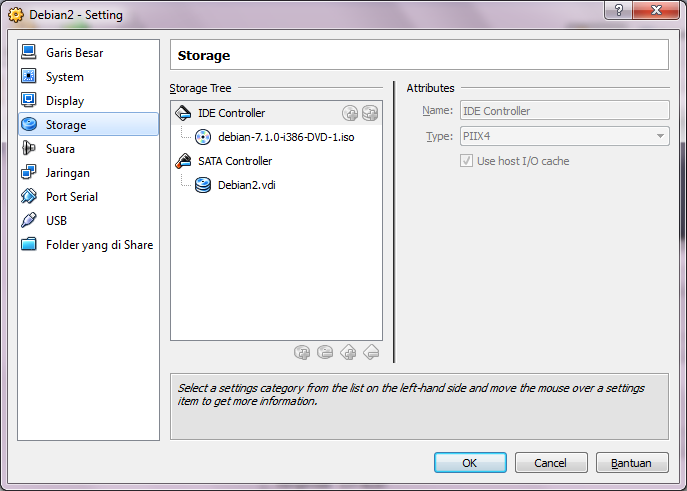 Debian2 - Setting
Garis Besar
System
Display
Storage
Suara
Jaringan
Port Serial
USB
Folder yang di Share
Storage
Storage Tree
IDE Controller
debian-7.1.0-i386-DVD-1.iso
SATA Controller
Debian2.vdi
Attributes
Name: IDE Controller
Type: PIIX4
Use host I/O cache
Select a settings category from the list on the left-hand side and move the mouse over a settings
item to get more information.
OK Cancel Bantuan